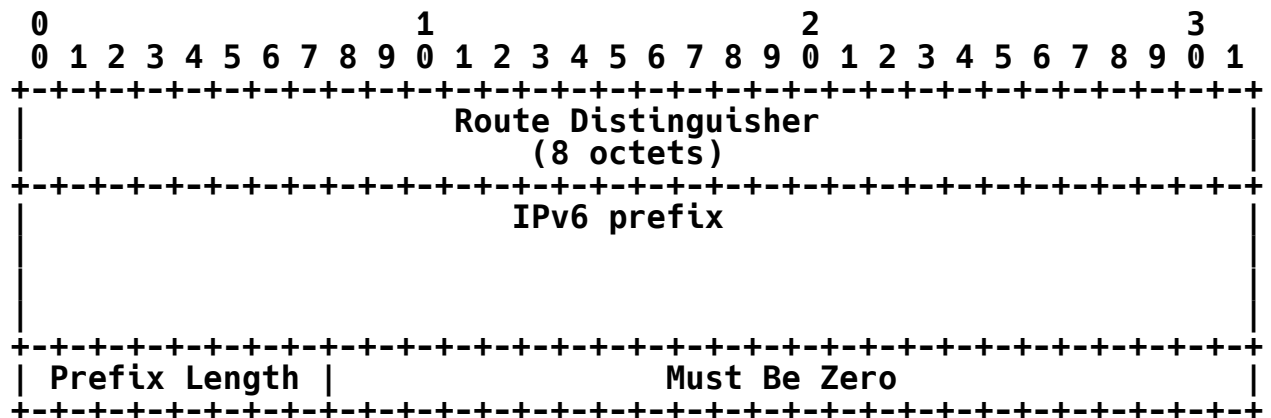 0                   1                   2                   3
 0 1 2 3 4 5 6 7 8 9 0 1 2 3 4 5 6 7 8 9 0 1 2 3 4 5 6 7 8 9 0 1
+-+-+-+-+-+-+-+-+-+-+-+-+-+-+-+-+-+-+-+-+-+-+-+-+-+-+-+-+-+-+-+-+
|                      Route Distinguisher                      |
|                          (8 octets)                           |
+-+-+-+-+-+-+-+-+-+-+-+-+-+-+-+-+-+-+-+-+-+-+-+-+-+-+-+-+-+-+-+-+
|                         IPv6 prefix                           |
|                                                               |
|                                                               |
|                                                               |
+-+-+-+-+-+-+-+-+-+-+-+-+-+-+-+-+-+-+-+-+-+-+-+-+-+-+-+-+-+-+-+-+
| Prefix Length |                 Must Be Zero                  |
+-+-+-+-+-+-+-+-+-+-+-+-+-+-+-+-+-+-+-+-+-+-+-+-+-+-+-+-+-+-+-+-+